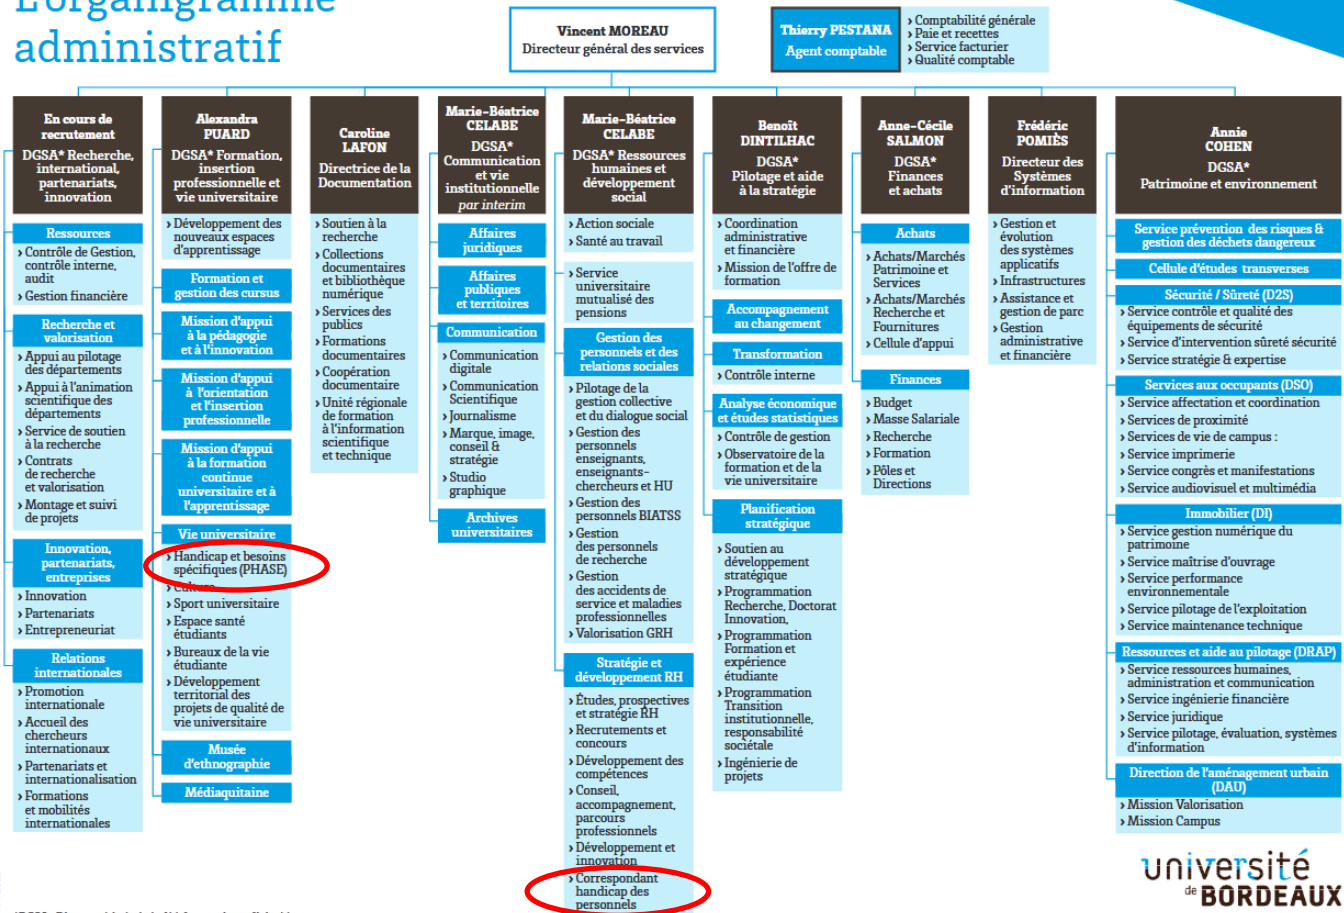 L'organigramme
administratif
Vincent MOREAU
Directeur général des services
Thierry PESTANA
Agent comptable
› Comptabilité générale
› Paie et recettes
› Service facturier
› Qualité comptable
En cours de
recrutement
DGSA* Recherche,
international,
partenariats,
innovation
Ressources
› Contrôle de Gestion,
contrôle interne,
audit
› Gestion financière
Recherche et
valorisation
› Appui au pilotage
des départements
› Appui à l'animation
scientifique des
départements
› Service de soutien
à la recherche
› Contrats
de recherche
et valorisation
› Montage et suivi
de projets
Innovation,
partenariats,
entreprises
› Innovation
› Partenariats
› Entrepreneuriat
Relations
internationales
› Promotion
internationale
› Accueil des
chercheurs
internationaux
› Partenariats et
internationalisation
› Formations
et mobilités
internationales
Alexandra
PUARD
DGSA* Formation,
insertion
professionnelle et
vie universitaire
› Développement des
nouveaux espaces
d'apprentissage
Formation et
gestion des cursus
Mission d'appui
à la pédagogie
et à l'innovation
Mission d'appui
à l'orientation
et l'insertion
professionnelle
Mission d'appui
à la formation
continue
universitaire et à
l'apprentissage
Vie universitaire
› Handicap et besoins
spécifiques (PHASE)
› Culture
› Sport universitaire
› Espace santé
étudiants
› Bureaux de la vie
étudiante
› Développement
territorial des
projets de qualité de
vie universitaire
Musée
d'ethnographie
Médiaquitaine
Caroline
LAFON
Directrice de la
Documentation
› Soutien à la
recherche
› Collections
documentaires
et bibliothèque
numérique
› Services des
publics
› Formations
documentaires
› Coopération
documentaire
› Unité régionale
de formation
à l'information
scientifique
et technique
Marie-Béatrice
CELABE
DGSA*
Communication
et vie
institutionnelle
par interim
Affaires
juridiques
Affaires
publiques
et territoires
Communication
› Communication
digitale
› Communication
Scientifique
› Journalisme
› Marque, image,
conseil &
stratégie
› Studio
graphique
Archives
universitaires
Marie-Béatrice
CELABE
DGSA* Ressources
humaines et
développement
social
› Action sociale
› Santé au travail
› Service
universitaire
mutualisé des
pensions
Gestion des
personnels et des
relations sociales
› Pilotage de la
gestion collective
et du dialogue social
› Gestion des
personnels
enseignants,
enseignants-
chercheurs et HU
› Gestion des
personnels BIATSS
› Gestion
des personnels
de recherche
› Gestion
des accidents de
service et maladies
professionnelles
› Valorisation GRH
Stratégie et
développement RH
› Études, prospectives
et stratégie RH
› Recrutements et
concours
› Développement des
compétences
› Conseil,
accompagnement,
parcours
professionnels
› Développement et
innovation
› Correspondant
handicap des
personnels
Benoît
DINTILHAC
DGSA*
Pilotage et aide
à la stratégie
› Coordination
administrative
et financière
› Mission de l'offre de
formation
Accompagnement
au changement
Transformation
› Contrôle interne
Analyse économique
et études statistiques
› Contrôle de gestion
› Observatoire de la
formation et de la
vie universitaire
Planification
stratégique
› Soutien au
développement
stratégique
› Programmation
Recherche, Doctorat
Innovation,
› Programmation
Formation et
expérience
étudiante
› Programmation
Transition
institutionnelle,
responsabilité
sociétale
› Ingénierie de
projets
Anne-Cécile
SALMON
DGSA*
Finances
et achats
Achats
› Achats/Marchés
Patrimoine et
Services
› Achats/Marchés
Recherche et
Fournitures
› Cellule d'appui
Finances
› Budget
› Masse Salariale
› Recherche
› Formation
› Pôles et
Directions
Frédéric
POMIÈS
Directeur des
Systèmes
d'information
› Gestion et
évolution
des systèmes
applicatifs
› Infrastructures
› Assistance et
gestion de parc
› Gestion
administrative
et financière
Annie
COHEN
DGSA*
Patrimoine et environnement
Service prévention des risques &
gestion des déchets dangereux
Cellule d'études transverses
Sécurité / Sûreté (D2S)
› Service contrôle et qualité des
équipements de sécurité
› Service d'intervention sûreté sécurité
› Service stratégie & expertise
Services aux occupants (DSO)
› Service affectation et coordination
› Services de proximité
› Services de vie de campus :
› Service imprimerie
› Service congrès et manifestations
› Service audiovisuel et multimédia
Immobilier (DI)
› Service gestion numérique du
patrimoine
› Service maîtrise d'ouvrage
› Service performance
environnementale
› Service pilotage de l'exploitation
› Service maintenance technique
Ressources et aide au pilotage (DRAP)
› Service ressources humaines,
administration et communication
› Service ingénierie financière
› Service juridique
› Service pilotage, évaluation, systèmes
d'information
Direction de l'aménagement urbain
(DAU)
› Mission Valorisation
› Mission Campus
université
de BORDEAUX